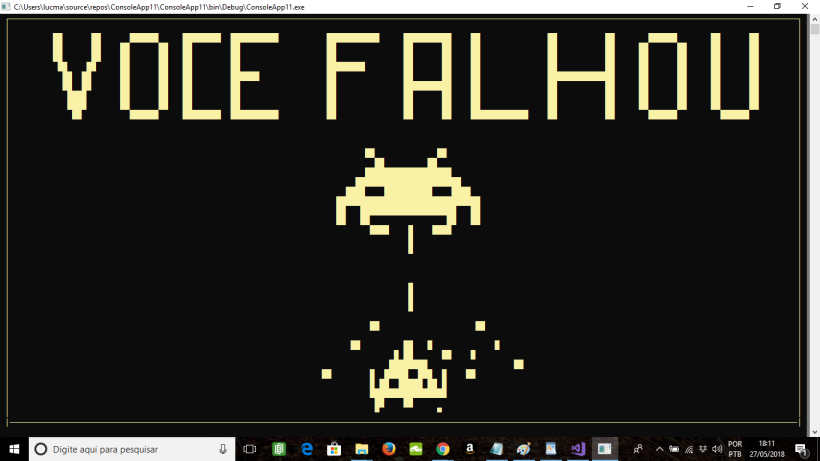 C:\Users\lucma\source\repos\ConsoleApp11\ConsoleApp11\bin\Debug\ConsoleApp11.exe
VOCE FALHOU
Digite aqui para pesquisar
POR
PTB
18:11
27/05/2018